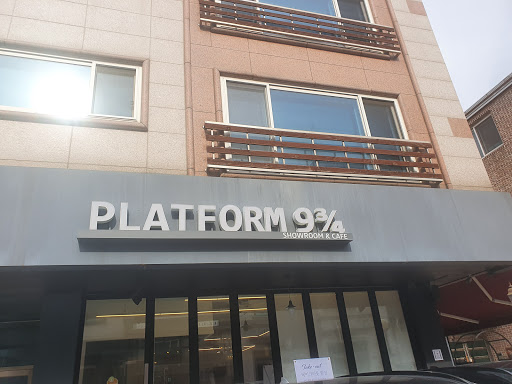 PLATFORM 9¾
SHOWROOM & CAFE